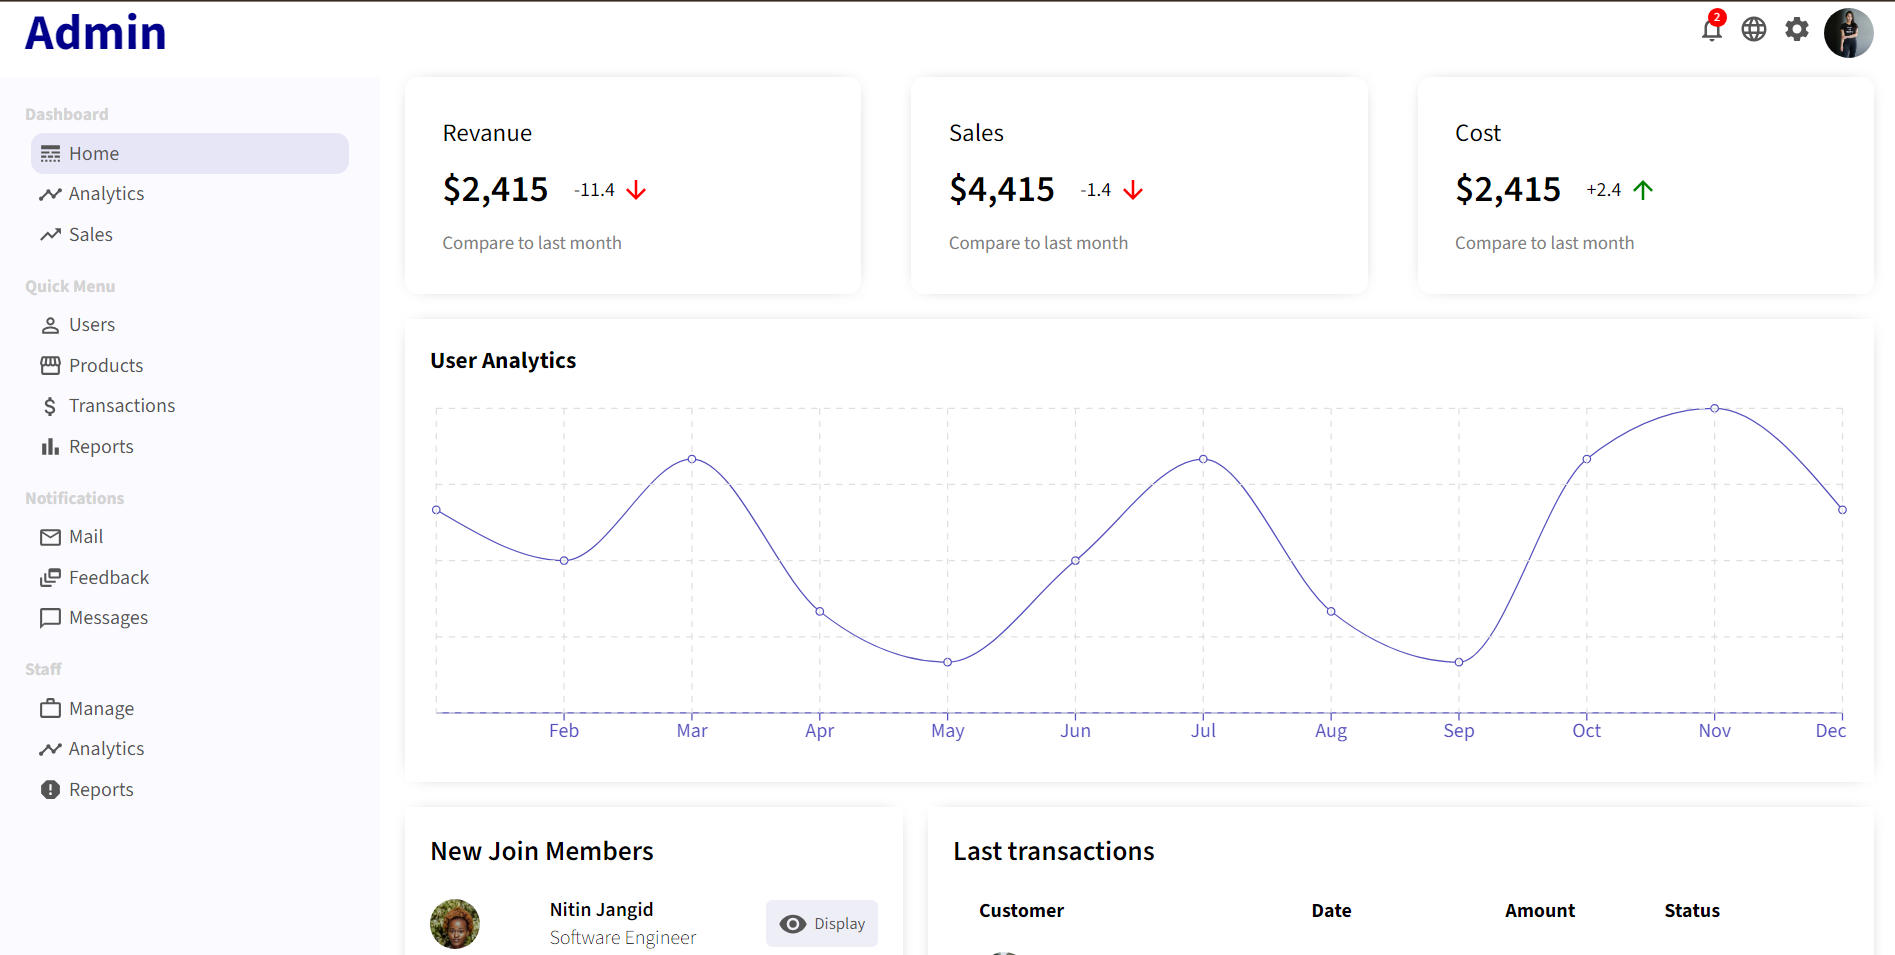 Admin
2
Dashboard
Home
Analytics
Sales
Quick Menu
Users
Products
Transactions
Reports
Notifications
Mail
Feedback
Messages
Staff
Manage
Analytics
Reports
Revanue
$2,415 -11.4
Compare to last month
Sales
$4,415 -1.4
Compare to last month
Cost
$2,415 +2.4
Compare to last month
User Analytics
Feb Mar Apr May Jun Jul Aug Sep Oct Nov Dec
New Join Members
Nitin Jangid
Software Engineer
Display
Last transactions
Customer Date Amount Status